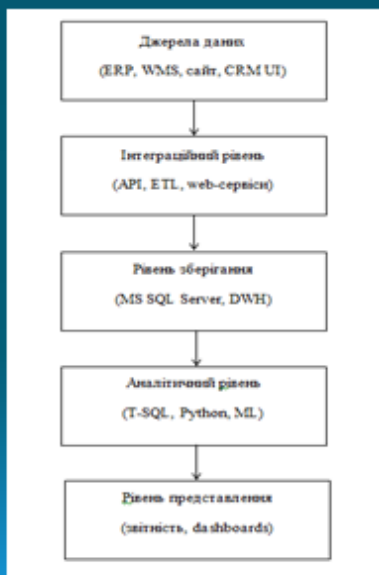 Джерела даних
(ERP, WMS, сайт, CRM UI)
Інтеграційний рівень
(API, ETL, web-сервіси)
Рівень зберігання
(MS SQL Server, DWH)
Аналітичний рівень
(T-SQL, Python, ML)
Рівень представлення
(звітність, dashboards)